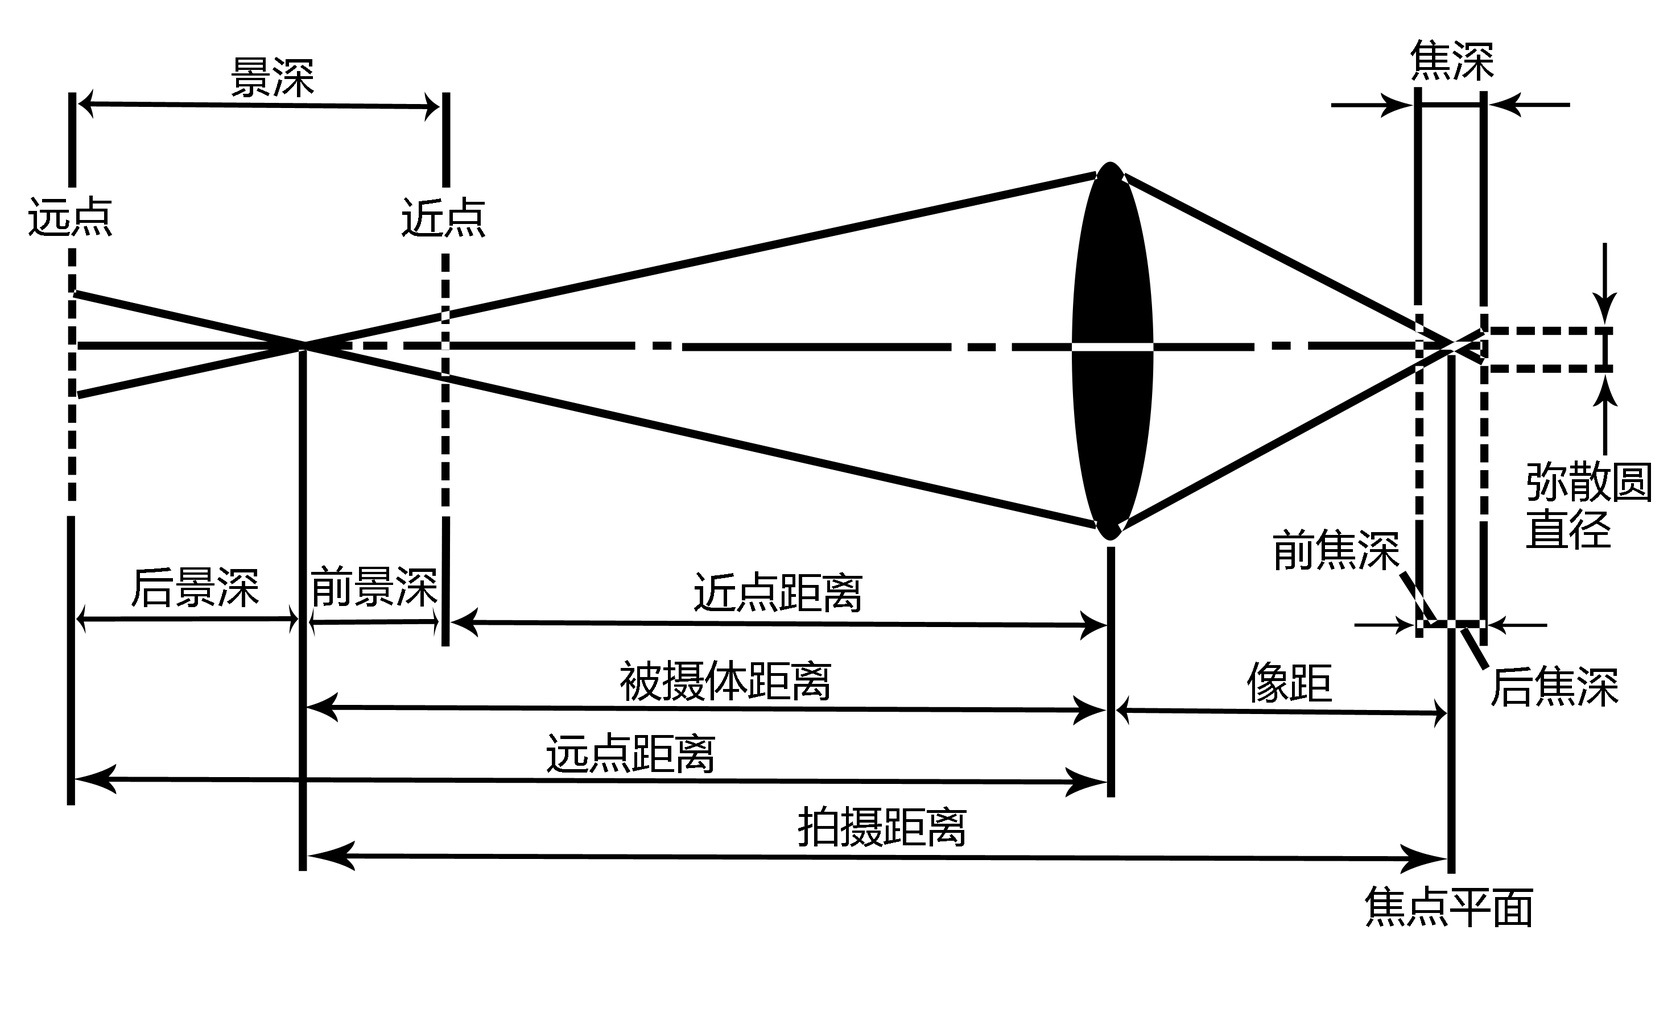 景深
焦深
远点
近点
弥散圆
直径
前焦深
后景深
前景深
近点距离
被摄体距离
像距
后焦深
远点距离
拍摄距离
焦点平面